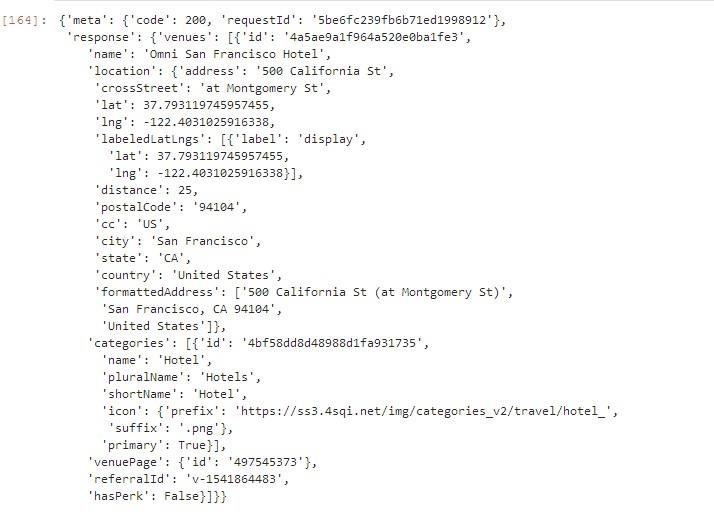 [164]: {'meta': {'code': 200, 'requestId': '5be6fc239fb6b71ed1998912'},
'response': {'venues': [{'id': '4a5ae9a1f964a520e0ba1fe3',
'name': 'Omni San Francisco Hotel',
'location': {'address': '500 California St',
'crossStreet': 'at Montgomery St',
'lat': 37.793119745957455,
'lng': -122.4031025916338,
'labeledLatLngs': [{'label': 'display',
'lat': 37.793119745957455,
'lng': -122.4031025916338}],
'distance': 25,
'postalCode': '94104',
'cc': 'US',
'city': 'San Francisco',
'state': 'CA',
'country': 'United States',
'formattedAddress': ['500 California St (at Montgomery St)',
'San Francisco, CA 94104',
'United States']},
'categories': [{'id': '4bf58dd8d48988d1fa931735',
'name': 'Hotel',
'pluralName': 'Hotels',
'shortName': 'Hotel',
'icon': {'prefix': 'https://ss3.4sqi.net/img/categories_v2/travel/hotel_',
'suffix': '.png'},
'primary': True}],
'venuePage': {'id': '497545373'},
'referralId': 'v-1541864483',
'hasPerk': False}]}}